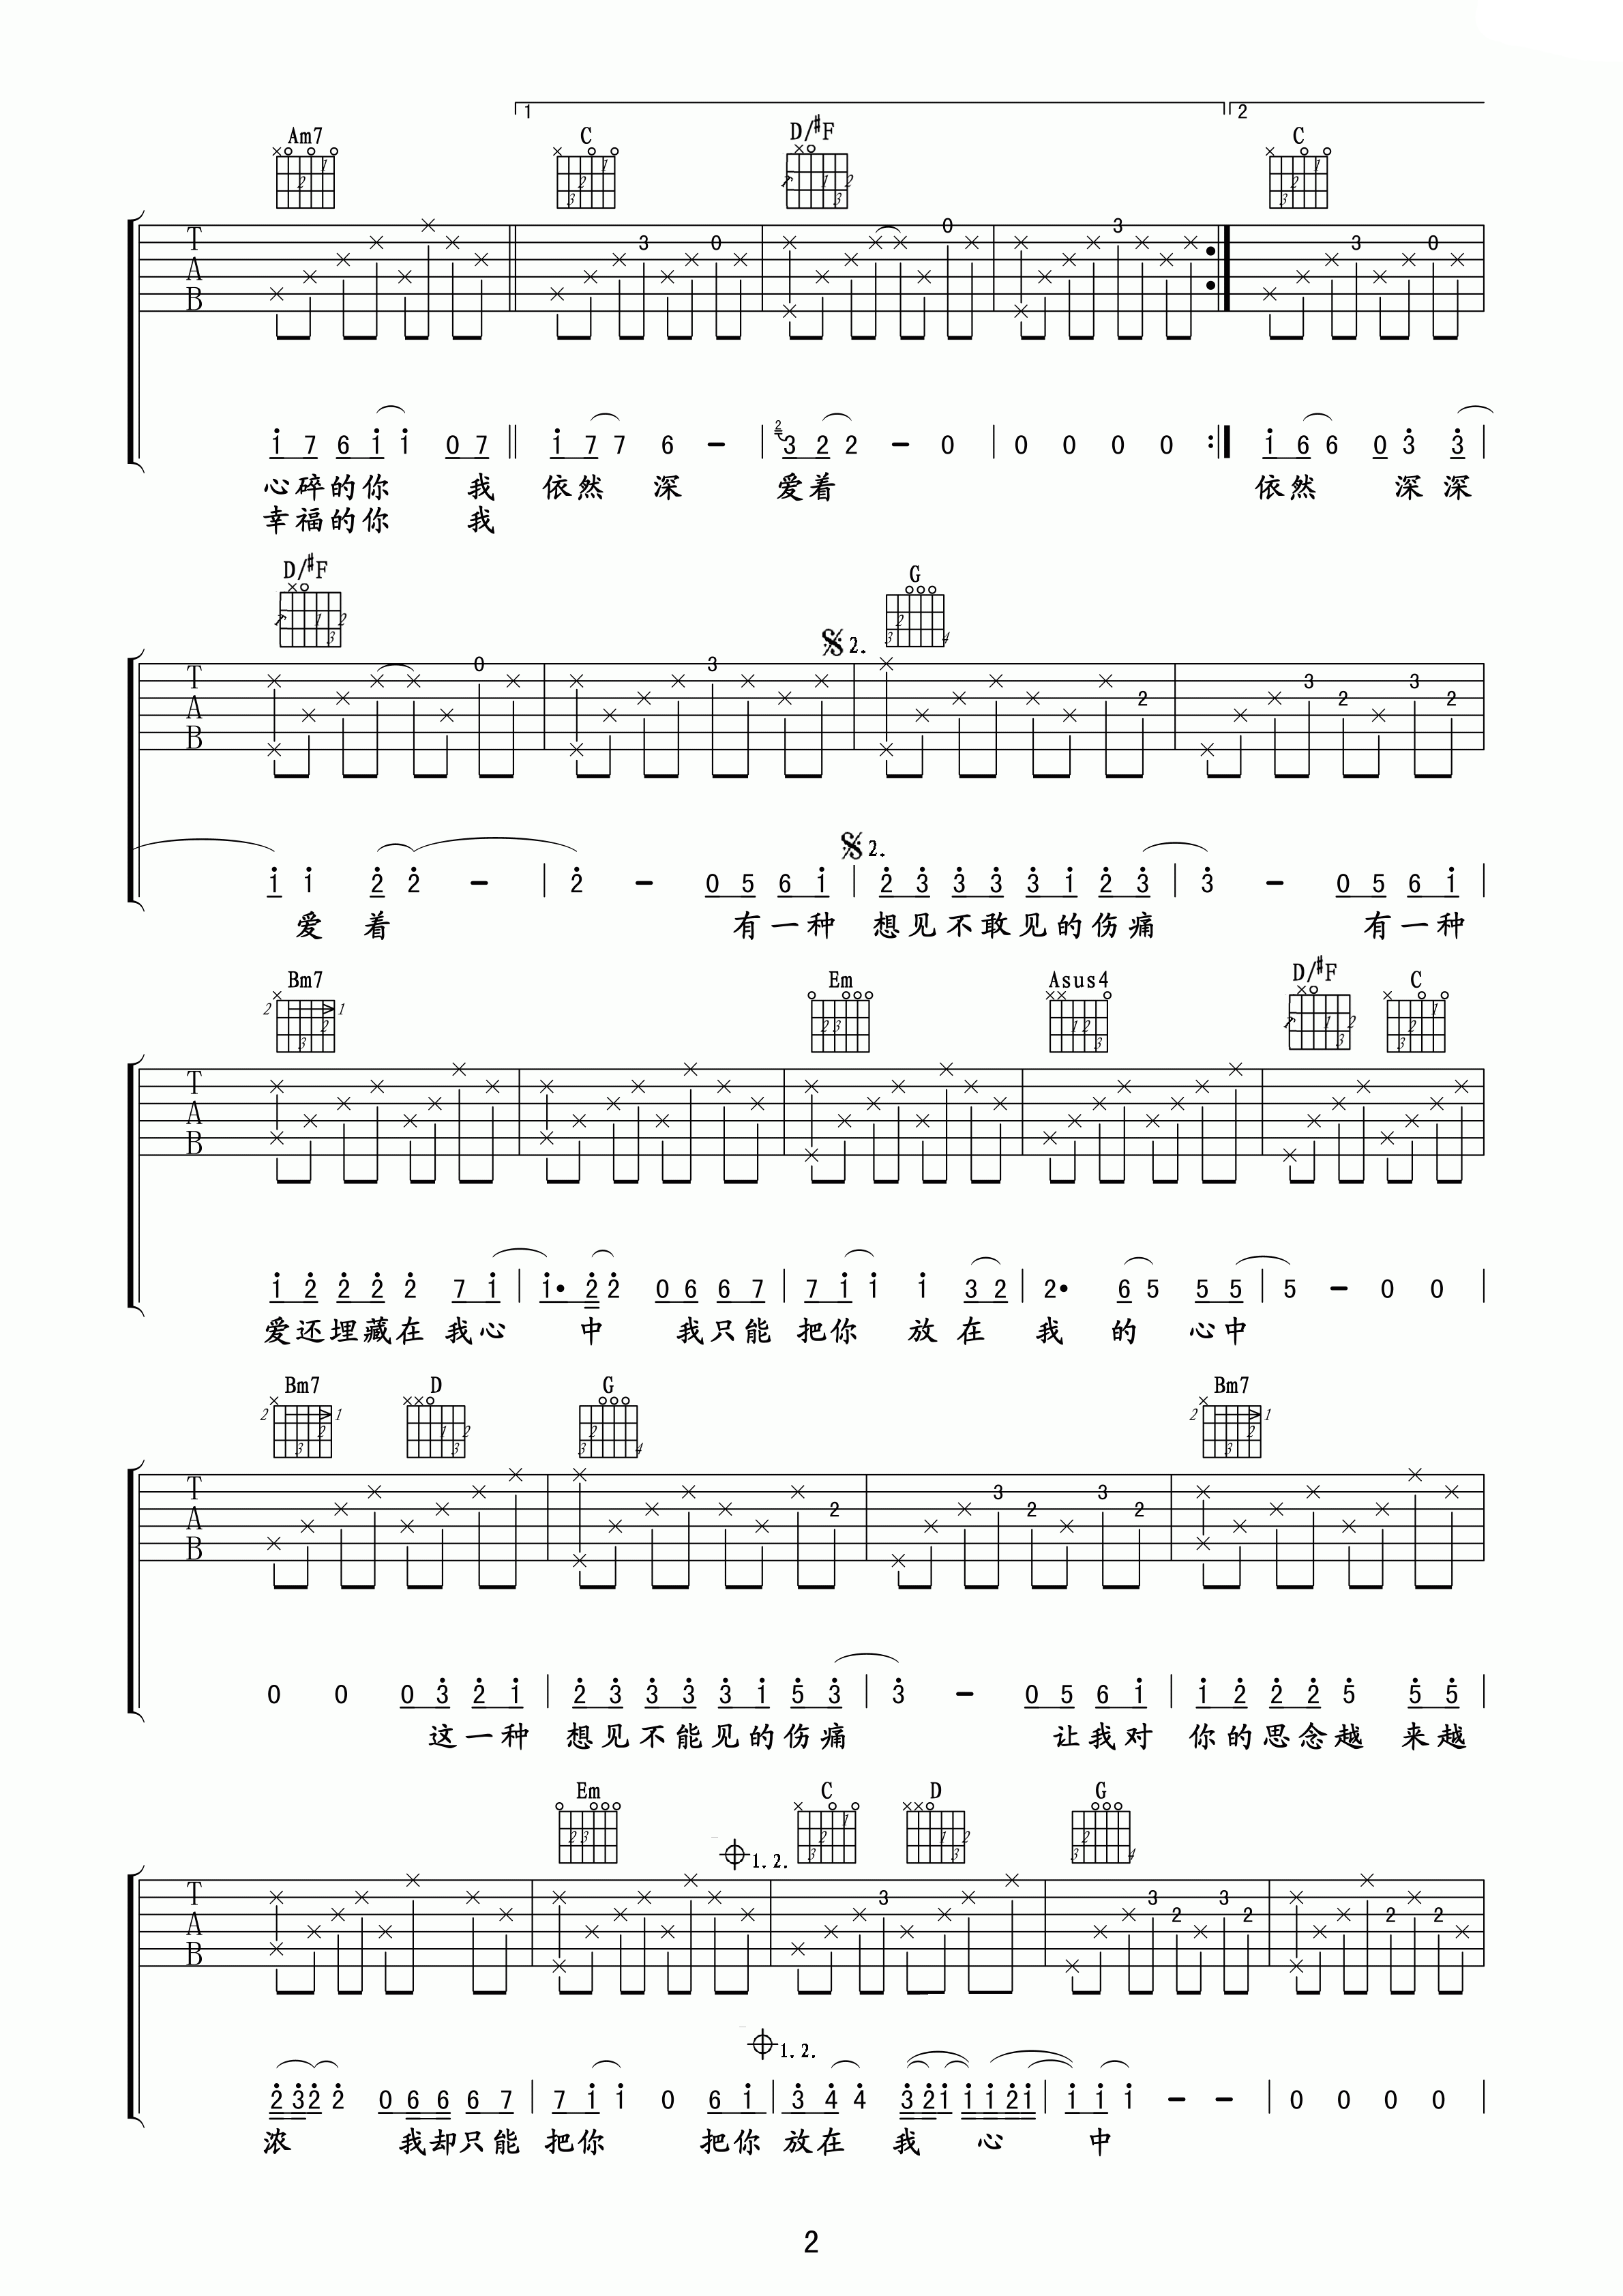 1 2
Am7 C D/#F C
T A B 3 0 0 3 3 0
1 7 6 1 1 0 7 1 7 7 6 - 2 3 2 2 - 0 0 0 0 0 1 6 6 0 3 3
心碎的你 我 依然 深 爱着 依然 深 深
幸福的你 我
D/#F G
2.
T A B 0 3 2 3 2 3 2
2.
1 1 2 2 - 2 - 0 5 6 1 2 3 3 3 3 1 2 3 3 - 0 5 6 1
爱 着 有一种 想见不敢见的伤痛 有一种
Bm7 Em Asus4 D/#F C
T A B
1 2 2 2 2 7 1 1· 2 2 0 6 6 7 7 1 1 1 3 2 2· 6 5 5 5 5 - 0 0
爱还埋藏在 我心 中 我只能 把你 放 在 我 的 心中
Bm7 D G Bm7
T A B 2 3 2 3 2
0 0 0 3 2 1 2 3 3 3 3 1 5 3 3 - 0 5 6 1 1 2 2 2 5 5 5
这一种 想见不能见的伤痛 让我对 你的思念越 来越
Em C D G
1. 2.
T A B 3 3 2 3 2 2 2
1. 2.
2 3 2 2 0 6 6 6 7 7 1 1 0 6 1 3 4 4 3 2 1 1 1 2 1 1 1 1 - - 0 0 0 0
浓 我却只能 把你 把你 放在 我 心 中
2